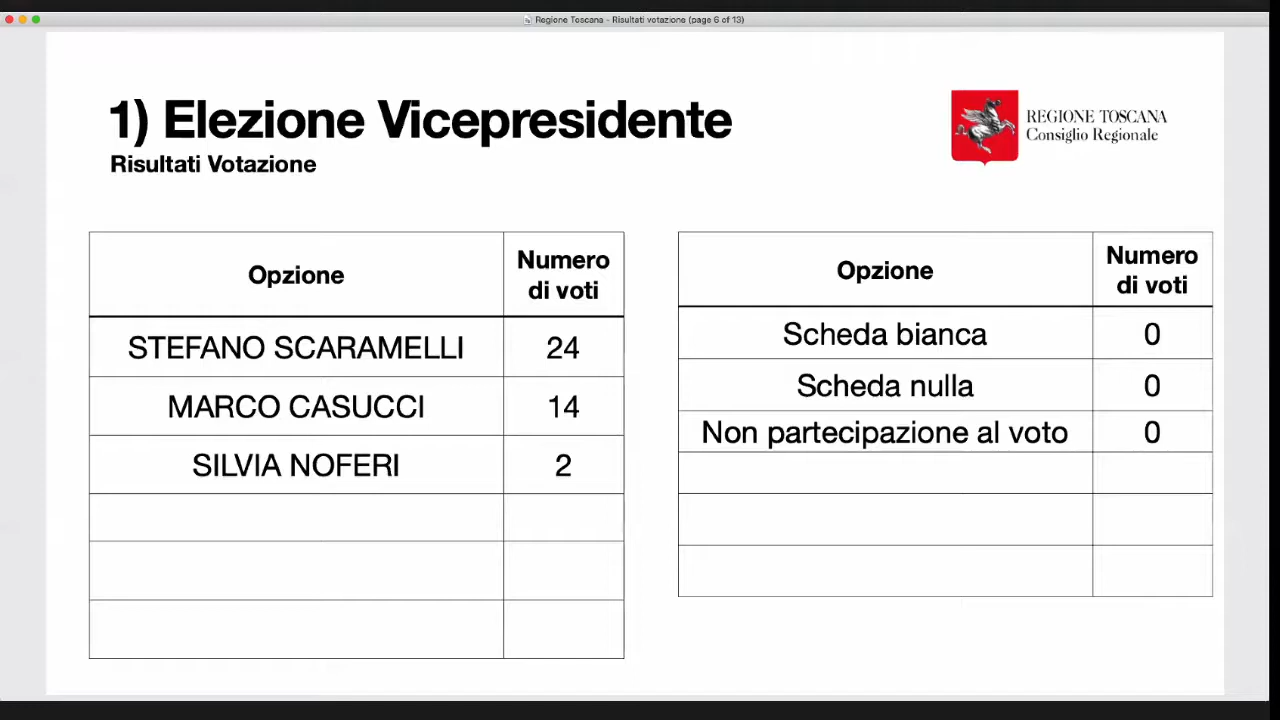 Regione Toscana - Risultati votazione (page 6 of 13)
1) Elezione Vicepresidente
Risultati Votazione
REGIONE TOSCANA
Consiglio Regionale
Opzione
Numero
di voti
STEFANO SCARAMELLI 24
MARCO CASUCCI 14
SILVIA NOFERI 2
Opzione
Numero
di voti
Scheda bianca 0
Scheda nulla 0
Non partecipazione al voto 0